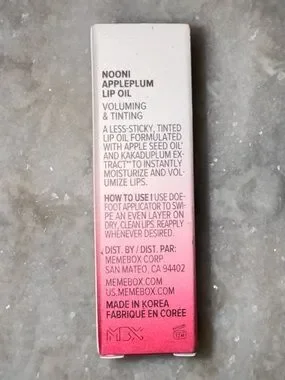 NOONI
APPLEPLUM
LIP OIL
VOLUMING
& TINTING
A LESS-STICKY, TINTED
LIP OIL FORMULATED
WITH APPLE SEED OIL*
AND KAKADUPLUM EX-
TRACT** TO INSTANTLY
MOISTURIZE AND VOL-
UMIZE LIPS.
HOW TO USE I USE DOE-
FOOT APPLICATOR TO SWI-
PE AN EVEN LAYER ON
DRY, CLEAN LIPS. REAPPLY
WHENEVER DESIRED.
DIST. BY / DIST. PAR:
MEMEBOX CORP.
SAN MATEO, CA 94402
MEMEBOX.COM
US.MEMEBOX.COM
MADE IN KOREA
FABRIQUÉ EN CORÉE
MBX